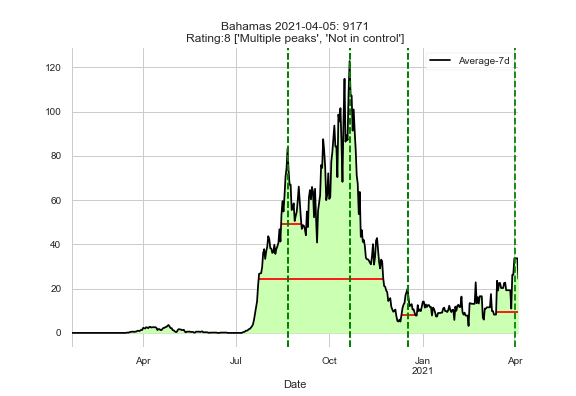 Bahamas 2021-04-05: 9171
Rating:8 ['Multiple peaks', 'Not in control']
Average-7d
120
100
80
60
40
20
0
Apr
Jul
Oct
Jan
2021
Apr
Date